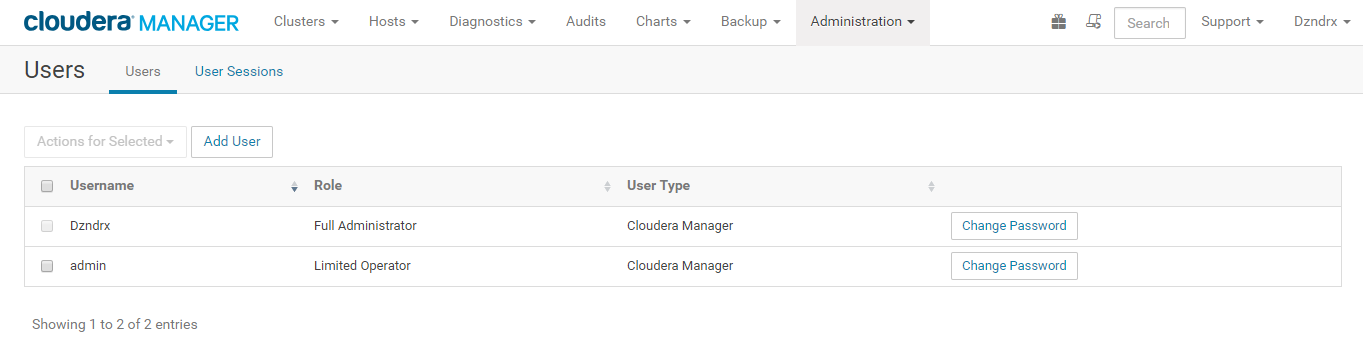 cloudera MANAGER Clusters Hosts Diagnostics Audits Charts Backup Administration Search Support Dzndrx
Users Users User Sessions
Actions for Selected Add User
Username Role User Type
Dzndrx Full Administrator Cloudera Manager Change Password
admin Limited Operator Cloudera Manager Change Password
Showing 1 to 2 of 2 entries